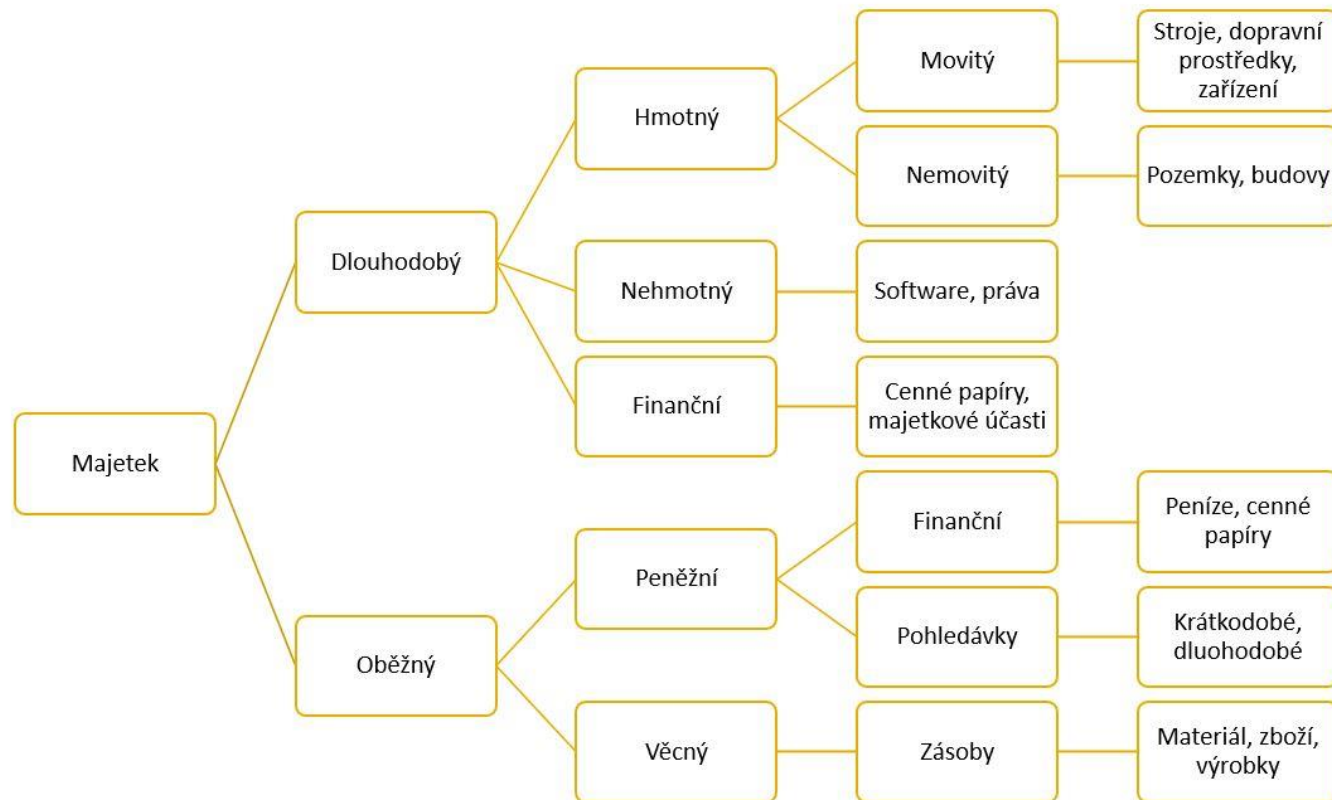 Majetek
Dlouhodobý
Hmotný
Movitý
Stroje, dopravní
prostředky,
zařízení
Nemovitý
Pozemky, budovy
Nehmotný
Software, práva
Finanční
Cenné papíry,
majetkové účasti
Oběžný
Peněžní
Finanční
Peníze, cenné
papíry
Pohledávky
Krátkodobé,
dluohodobé
Věcný
Zásoby
Materiál, zboží,
výrobky